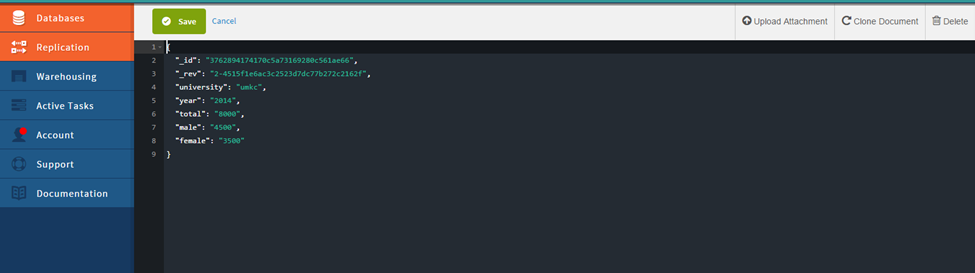 Databases
Replication
Warehousing
Active Tasks
Account
Support
Documentation
Save Cancel Upload Attachment Clone Document Delete
1 {
2 "_id": "3762894174170c5a73169280c561ae66",
3 "_rev": "2-4515f1e6ac3c2523d7dc77b272c2162f",
4 "university": "umkc",
5 "year": "2014",
6 "total": "8000",
7 "male": "4500",
8 "female": "3500"
9 }